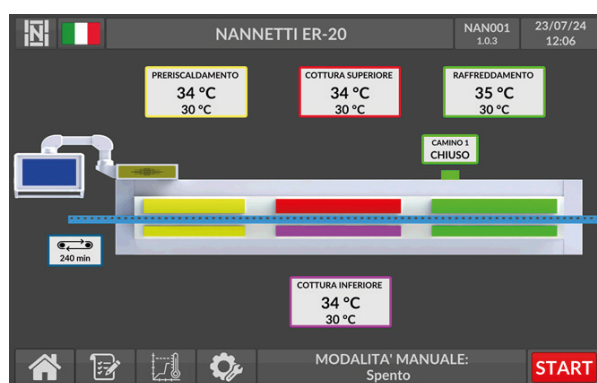 N
NANNETTI ER-20
NAN001
1.0.3
23/07/24
12:06
PRERISCALDAMENTO
34 °C
30 °C
COTTURA SUPERIORE
34 °C
30 °C
RAFFREDDAMENTO
35 °C
30 °C
CAMINO 1
CHIUSO
240 min
COTTURA INFERIORE
34 °C
30 °C
MODALITA' MANUALE:
Spento
START